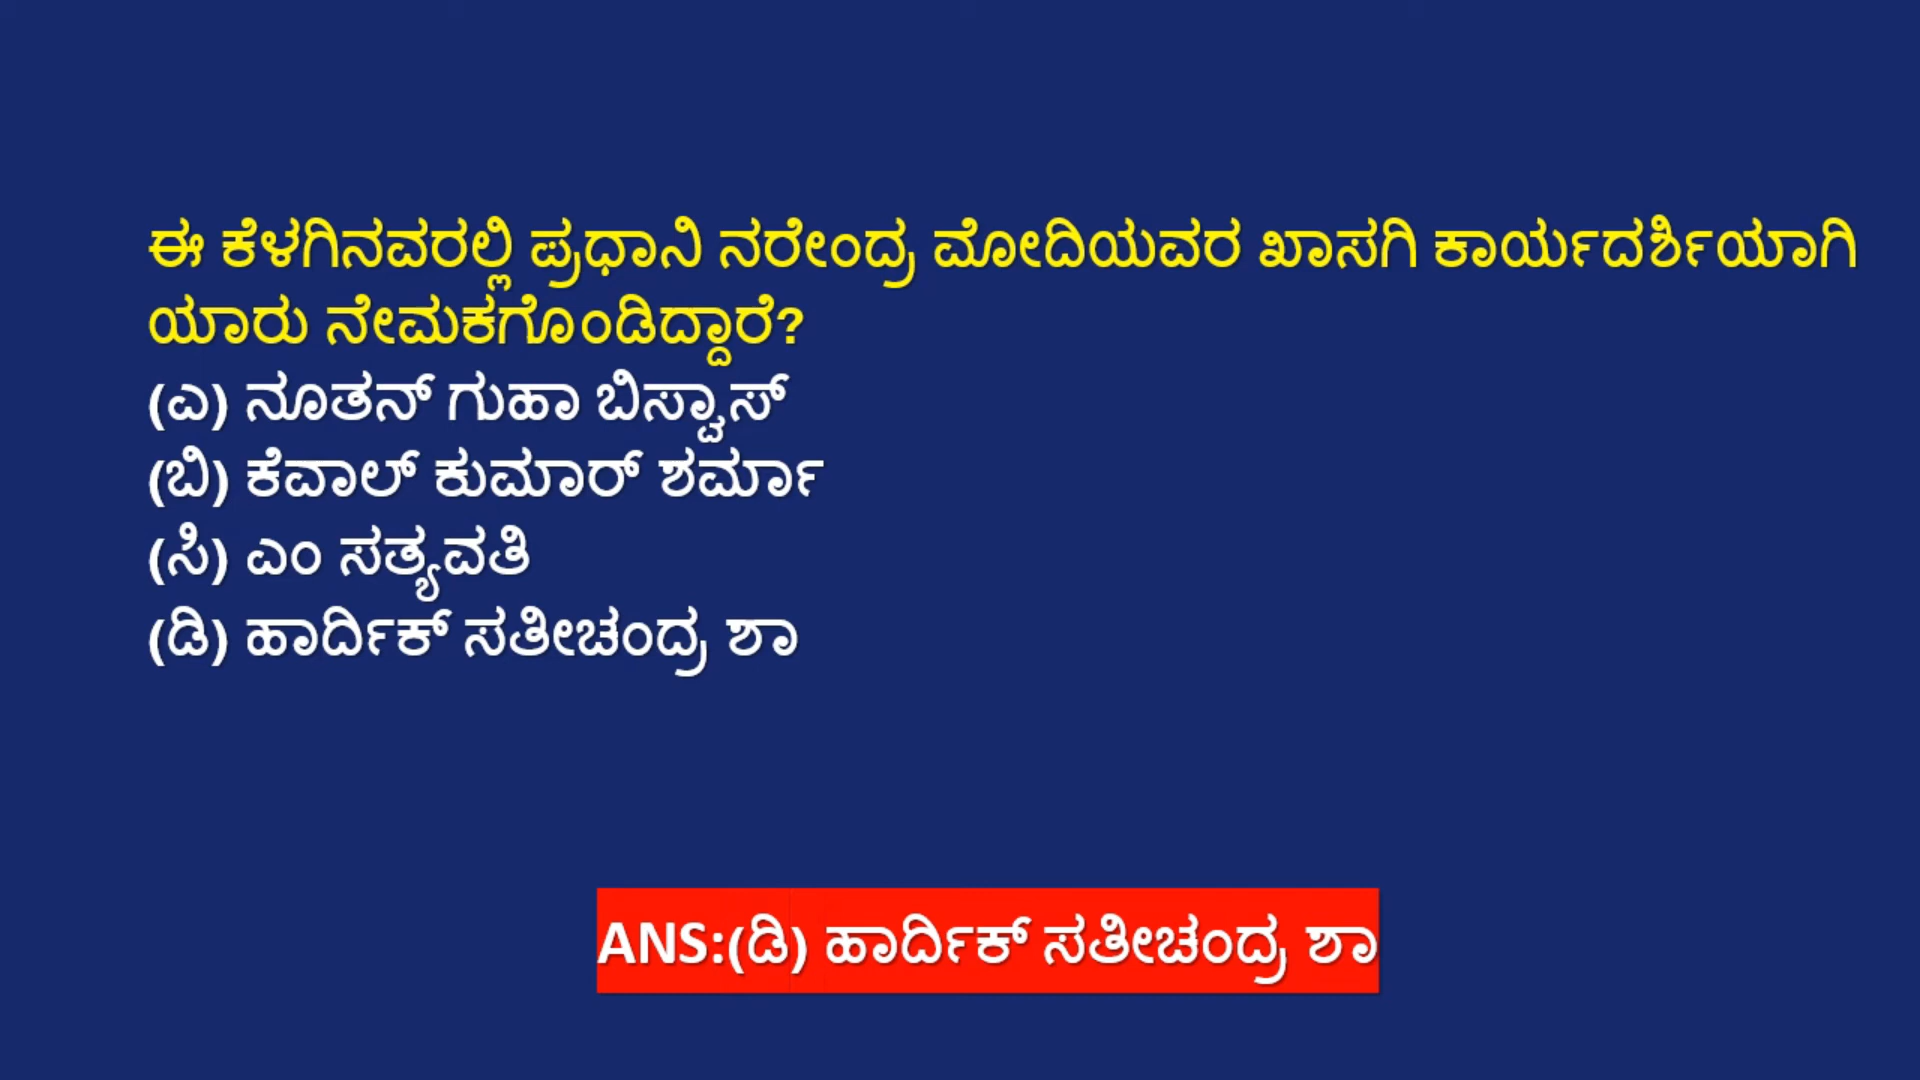 ಈ ಕೆಳಗಿನವರಲ್ಲಿ ಪ್ರಧಾನಿ ನರೇಂದ್ರ ಮೋದಿಯವರ ಖಾಸಗಿ ಕಾರ್ಯದರ್ಶಿಯಾಗಿ
ಯಾರು ನೇಮಕಗೊಂಡಿದ್ದಾರೆ?
(ಎ) ನೂತನ್ ಗುಹಾ ಬಿಸ್ವಾಸ್
(ಬಿ) ಕೆವಾಲ್ ಕುಮಾರ್ ಶರ್ಮಾ
(ಸಿ) ಎಂ ಸತ್ಯವತಿ
(ಡಿ) ಹಾರ್ದಿಕ್ ಸತೀಚಂದ್ರ ಶಾ
ANS:(ಡಿ) ಹಾರ್ದಿಕ್ ಸತೀಚಂದ್ರ ಶಾ